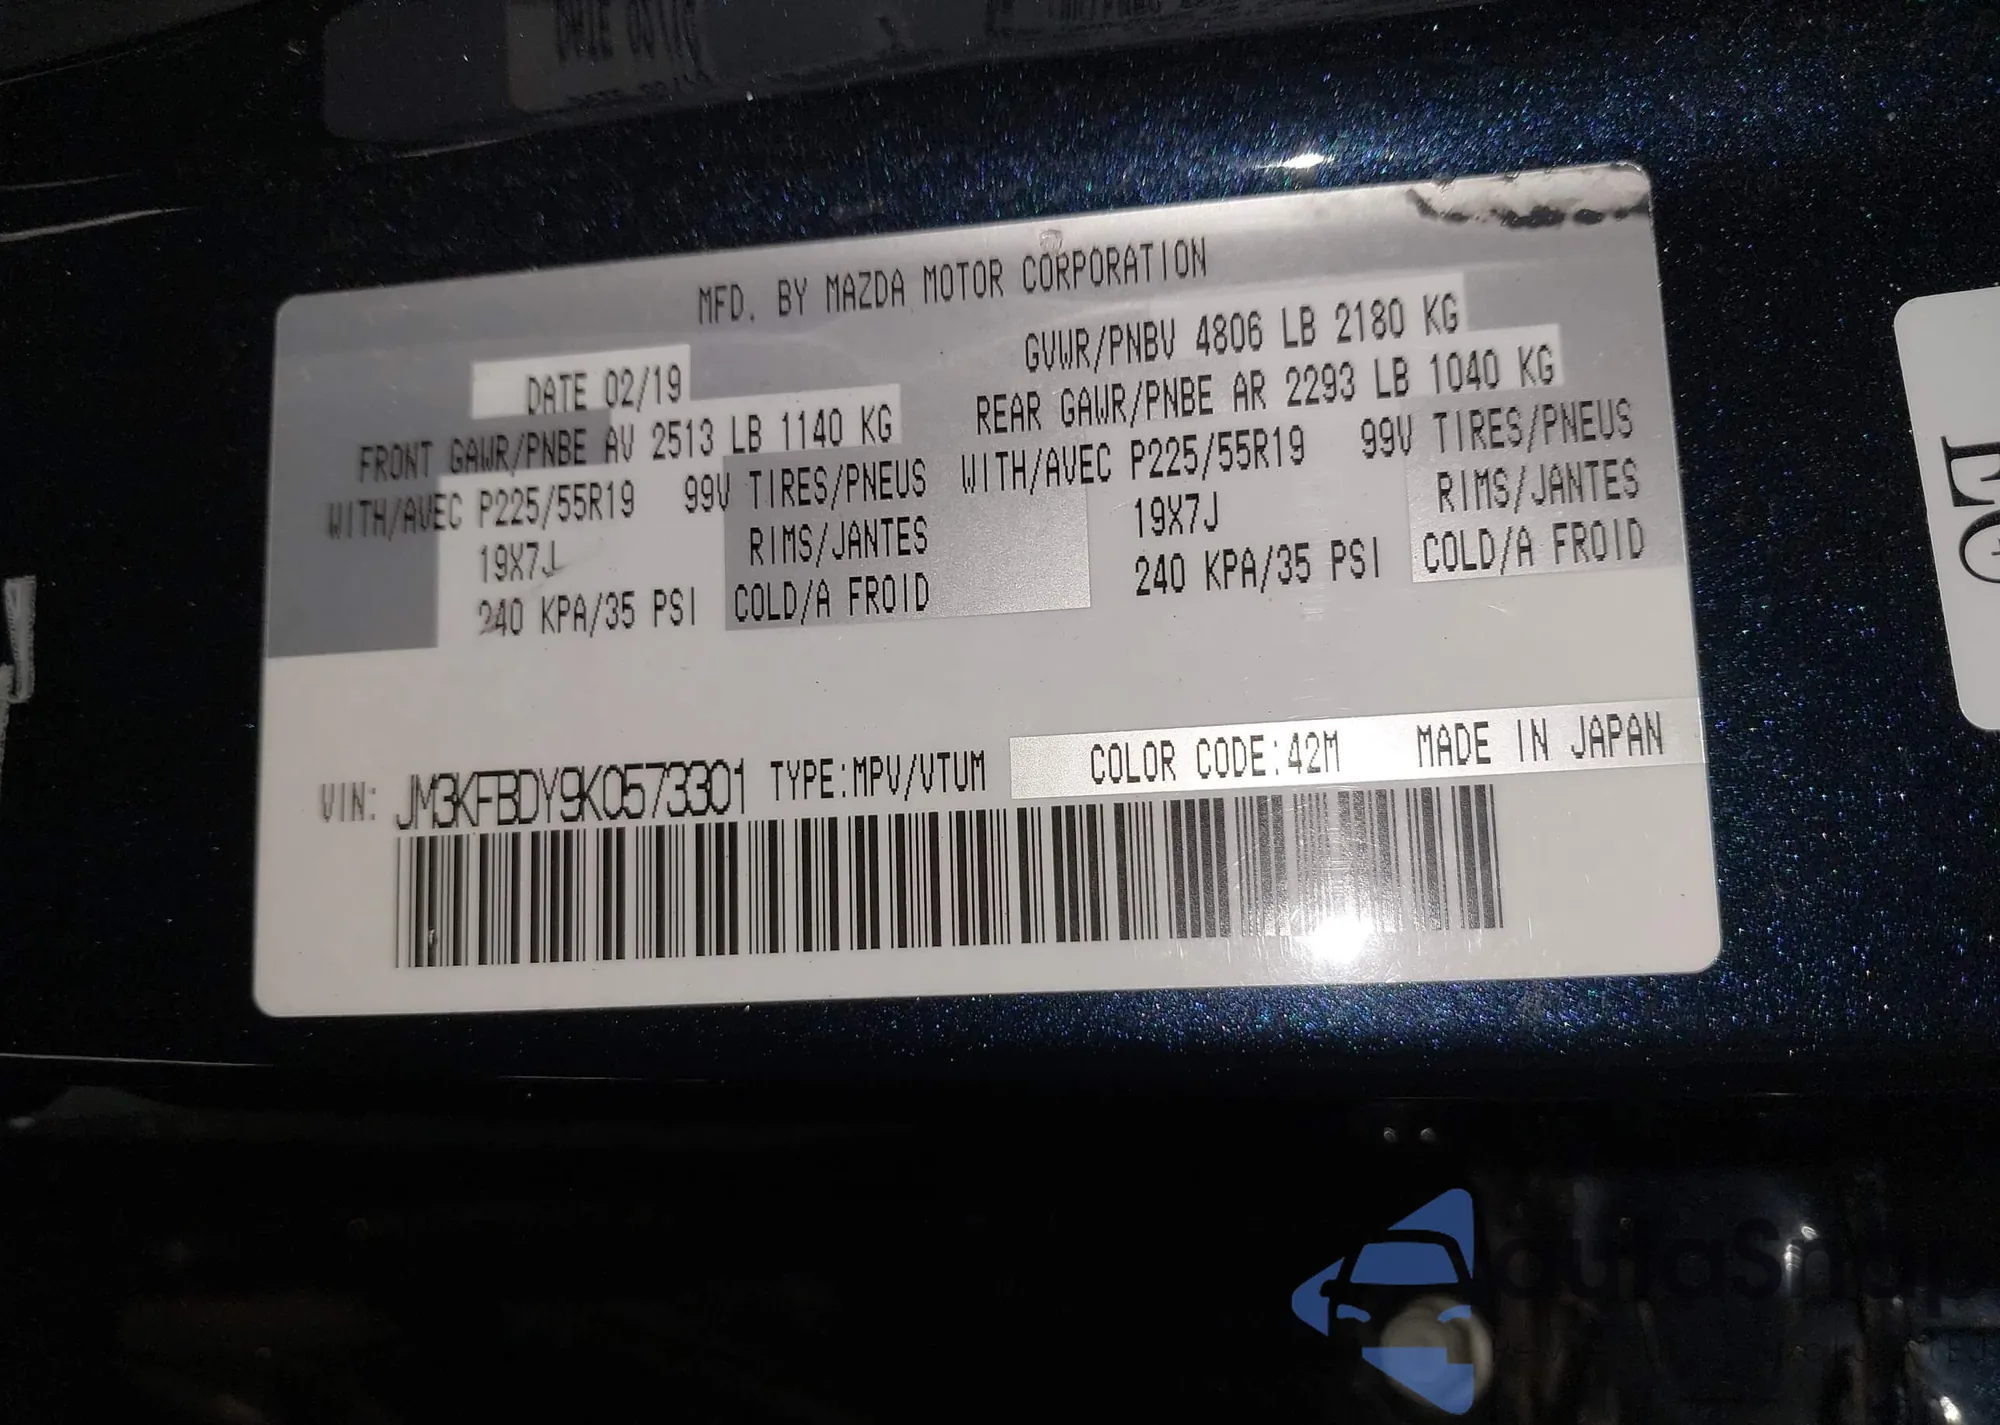 MFD. BY MAZDA MOTOR CORPORATION
DATE 02/19
GVWR/PNBV 4806 LB 2180 KG
FRONT GAWR/PNBE AV 2513 LB 1140 KG
REAR GAWR/PNBE AR 2293 LB 1040 KG
WITH/AVEC P225/55R19 99V TIRES/PNEUS
WITH/AVEC P225/55R19 99V TIRES/PNEUS
19X7J RIMS/JANTES
19X7J RIMS/JANTES
240 KPA/35 PSI COLD/A FROID
240 KPA/35 PSI COLD/A FROID
VIN: JM3KFBDY9K0573301 TYPE:MPV/VTUM COLOR CODE:42M MADE IN JAPAN
autaSnap